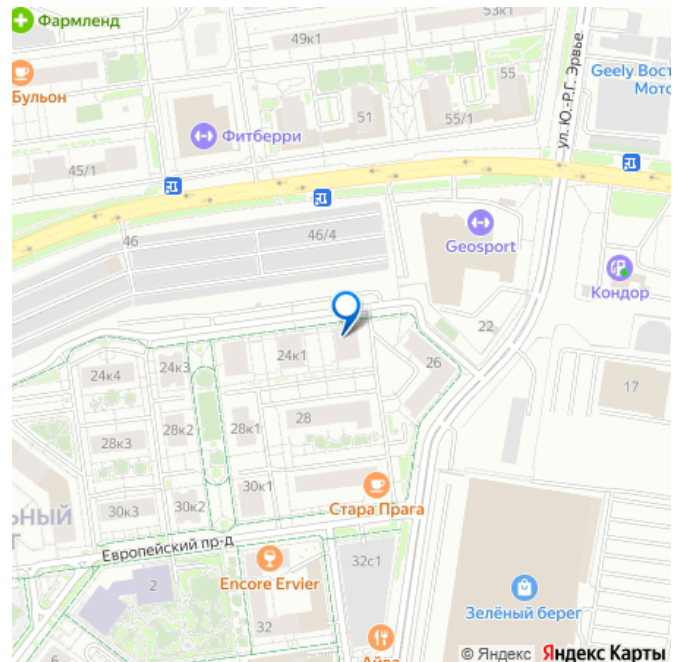 53к1
Фармленд
49к1
Geely Вост
Мото
55
Бульон
ул. Ю.-Р.Г. Эрвье
51
55/1
Фитберри
45/1
46
46/4
Geosport
Кондор
22
24к1
26
24к3
24к4
17
28
28к1
28к2
28к3
30к1
30к2
30к3
Стара Прага
ЬНЫЙ
Г
Европейский пр-д
32с1
2
Encore Ervier
Зелёный берег
32
6
Айва
© Яндекс Яндекс Карты